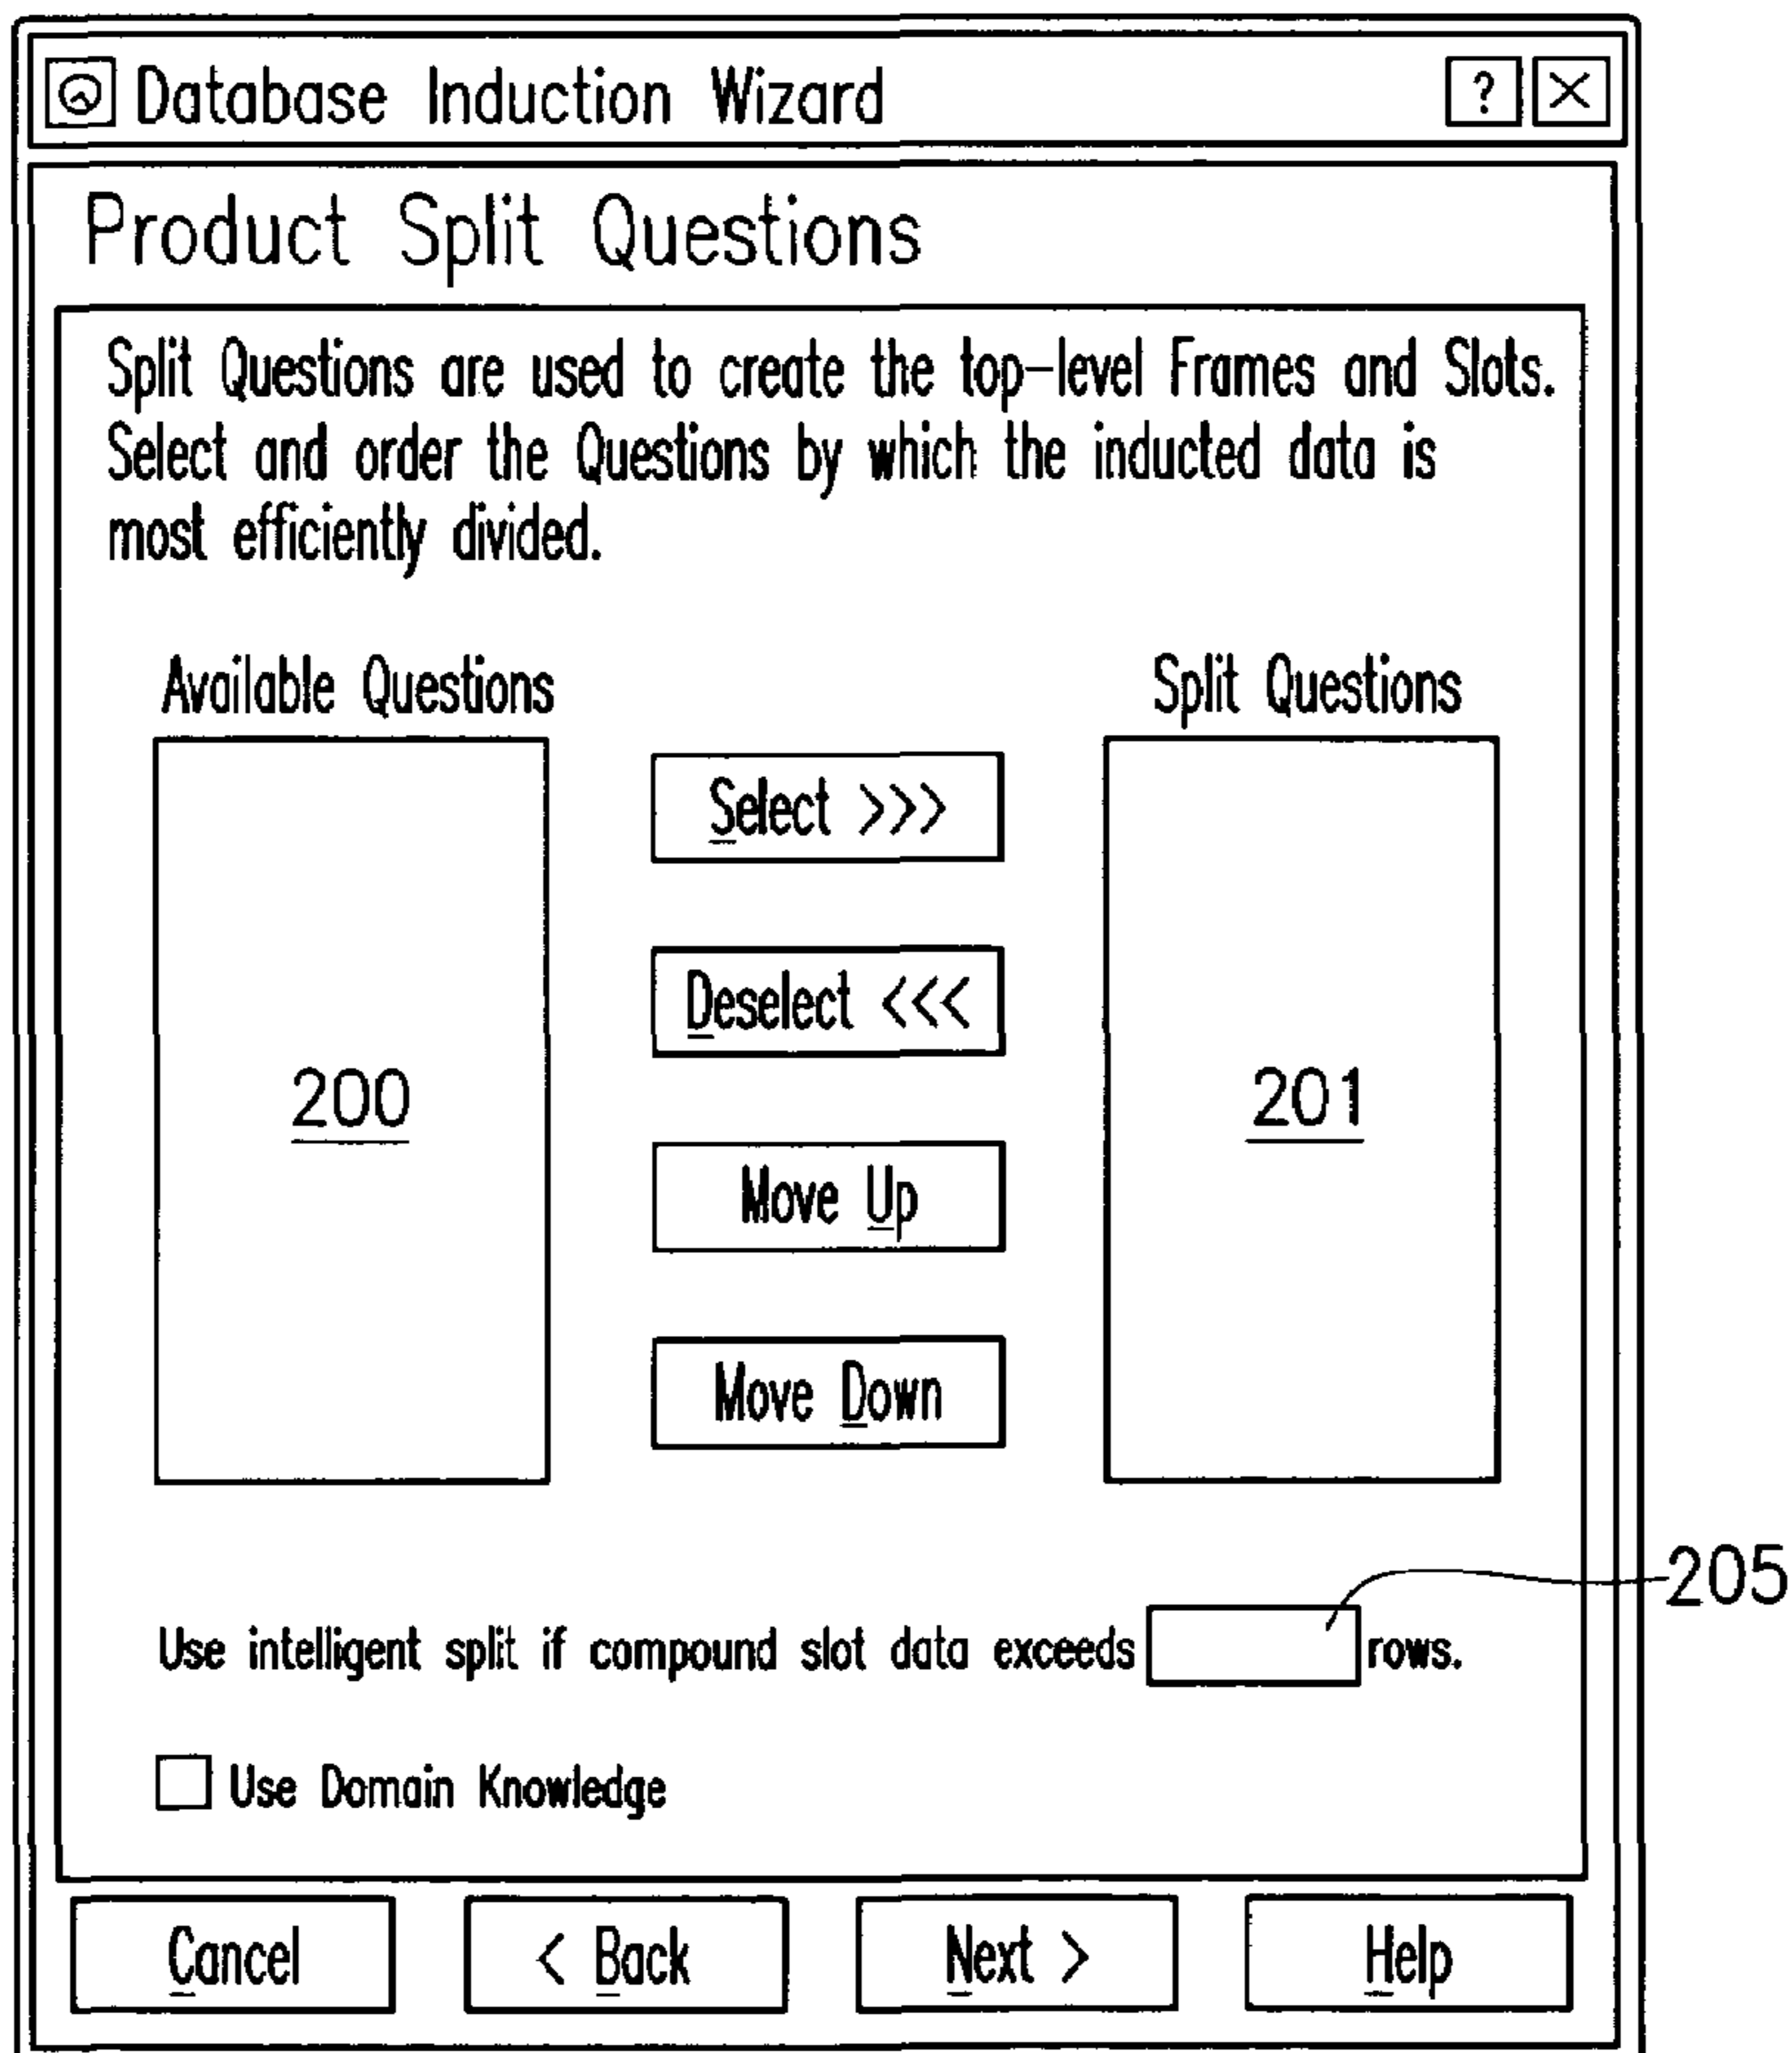 Database Induction Wizard ? X
Product Split Questions
Split Questions are used to create the top-level Frames and Slots.
Select and order the Questions by which the inducted data is
most efficiently divided.
Available Questions
Split Questions
Select >>>
Deselect <<<
200
201
Move Up
Move Down
205
Use intelligent split if compound slot data exceeds rows.
Use Domain Knowledge
Cancel
< Back
Next >
Help